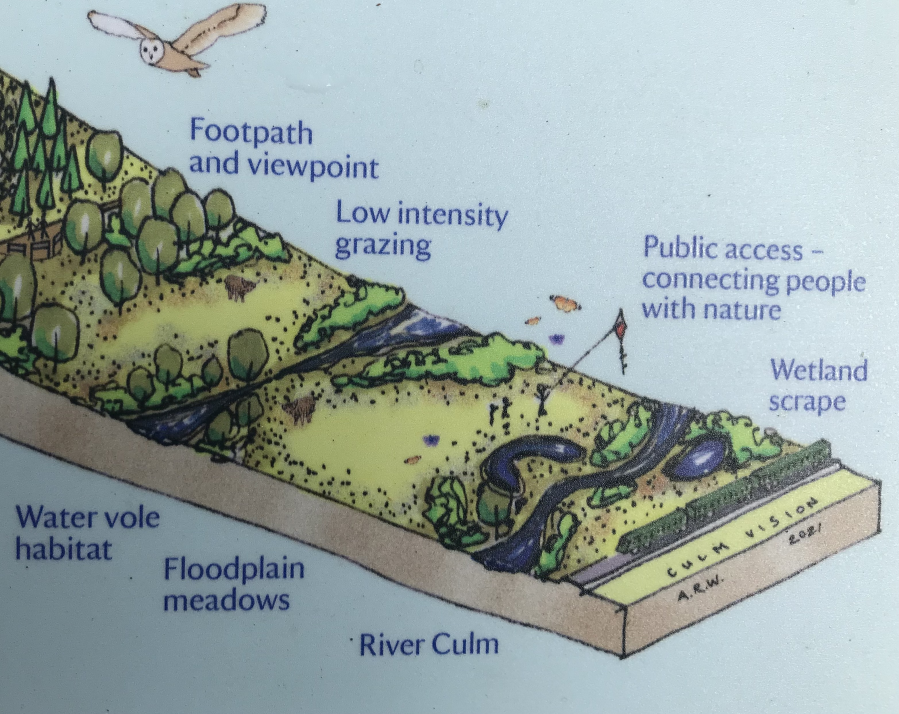 Footpath
and viewpoint
Low intensity
grazing
Public access –
connecting people
with nature
Wetland
scrape
Water vole
habitat
Floodplain
meadows
River Culm
CULM VISION
A.R.W. 2021